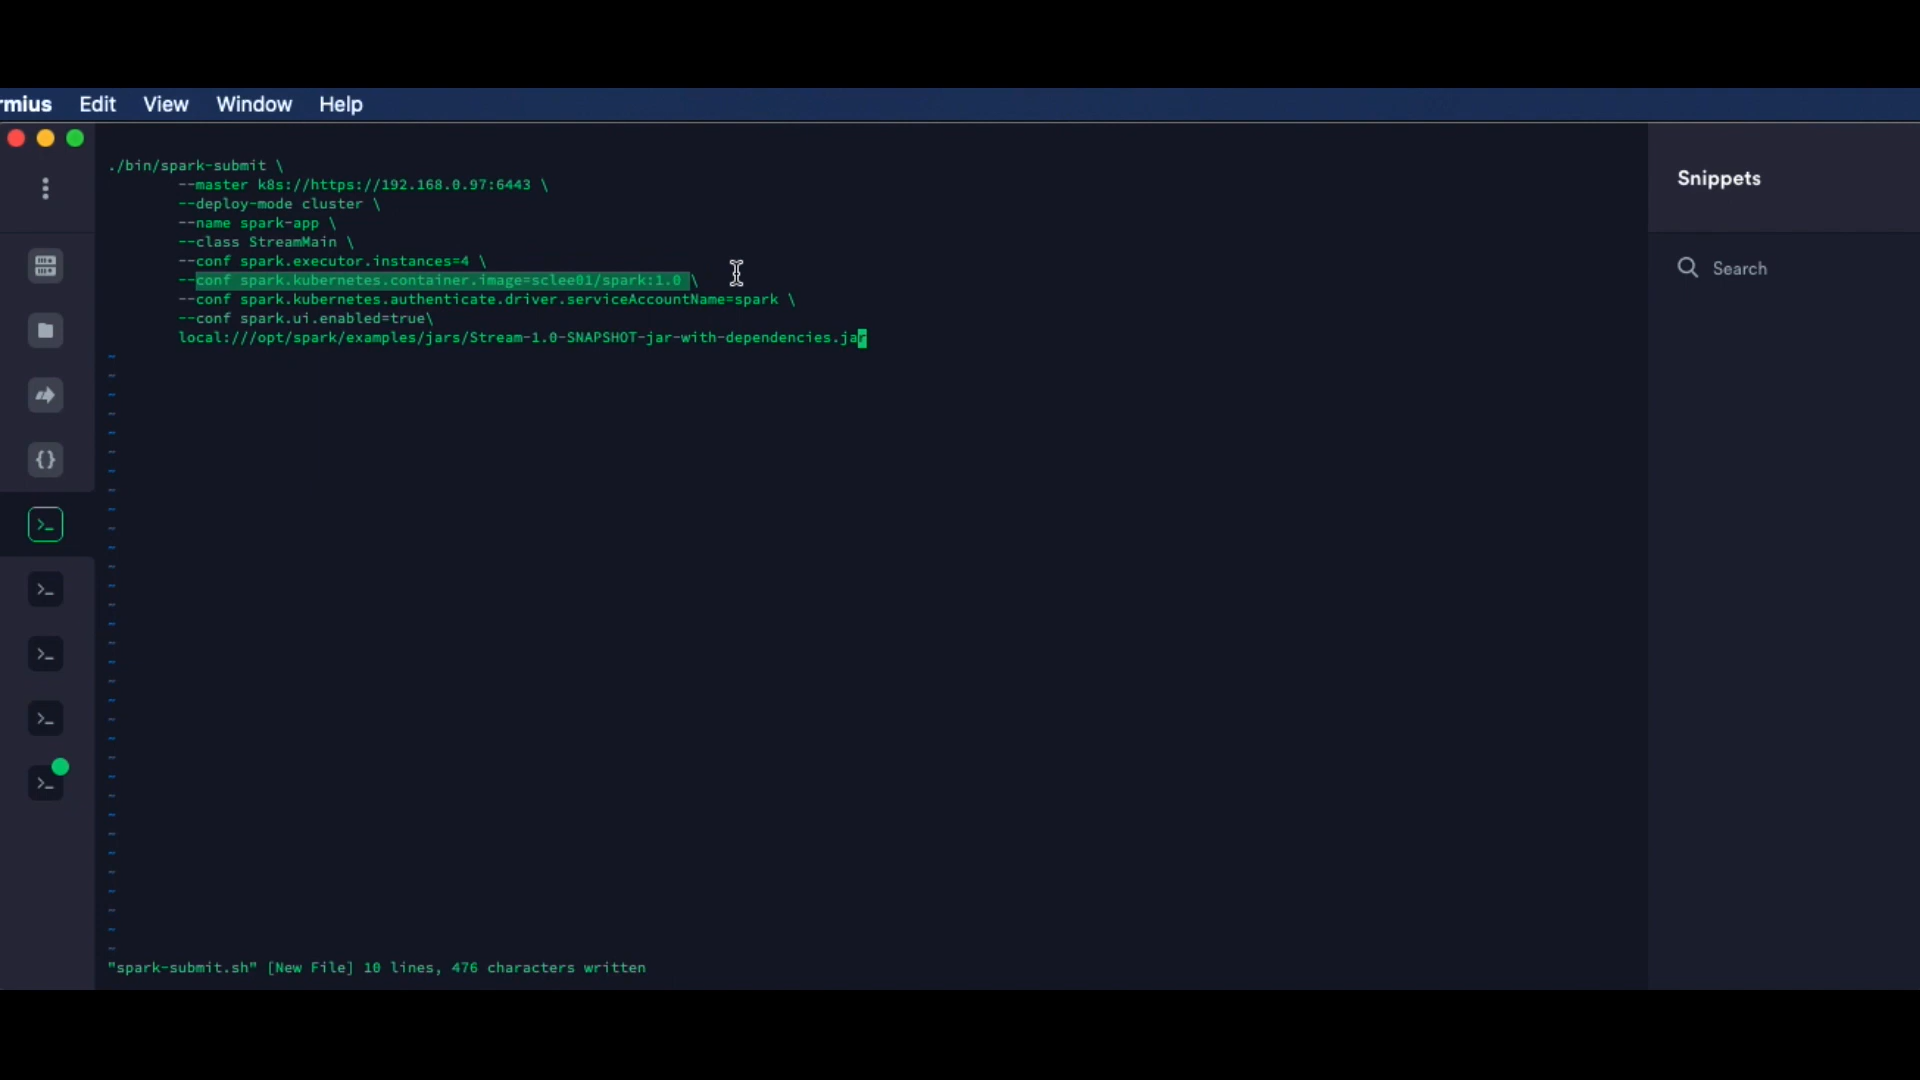 rmius Edit View Window Help
./bin/spark-submit \
--master k8s://https://192.168.0.97:6443 \
--deploy-mode cluster \
--name spark-app \
--class StreamMain \
--conf spark.executor.instances=4 \
--conf spark.kubernetes.container.image=sclee01/spark:1.0 \
--conf spark.kubernetes.authenticate.driver.serviceAccountName=spark \
--conf spark.ui.enabled=true\
local:///opt/spark/examples/jars/Stream-1.0-SNAPSHOT-jar-with-dependencies.jar
"spark-submit.sh" [New File] 10 lines, 476 characters written
Snippets
Search